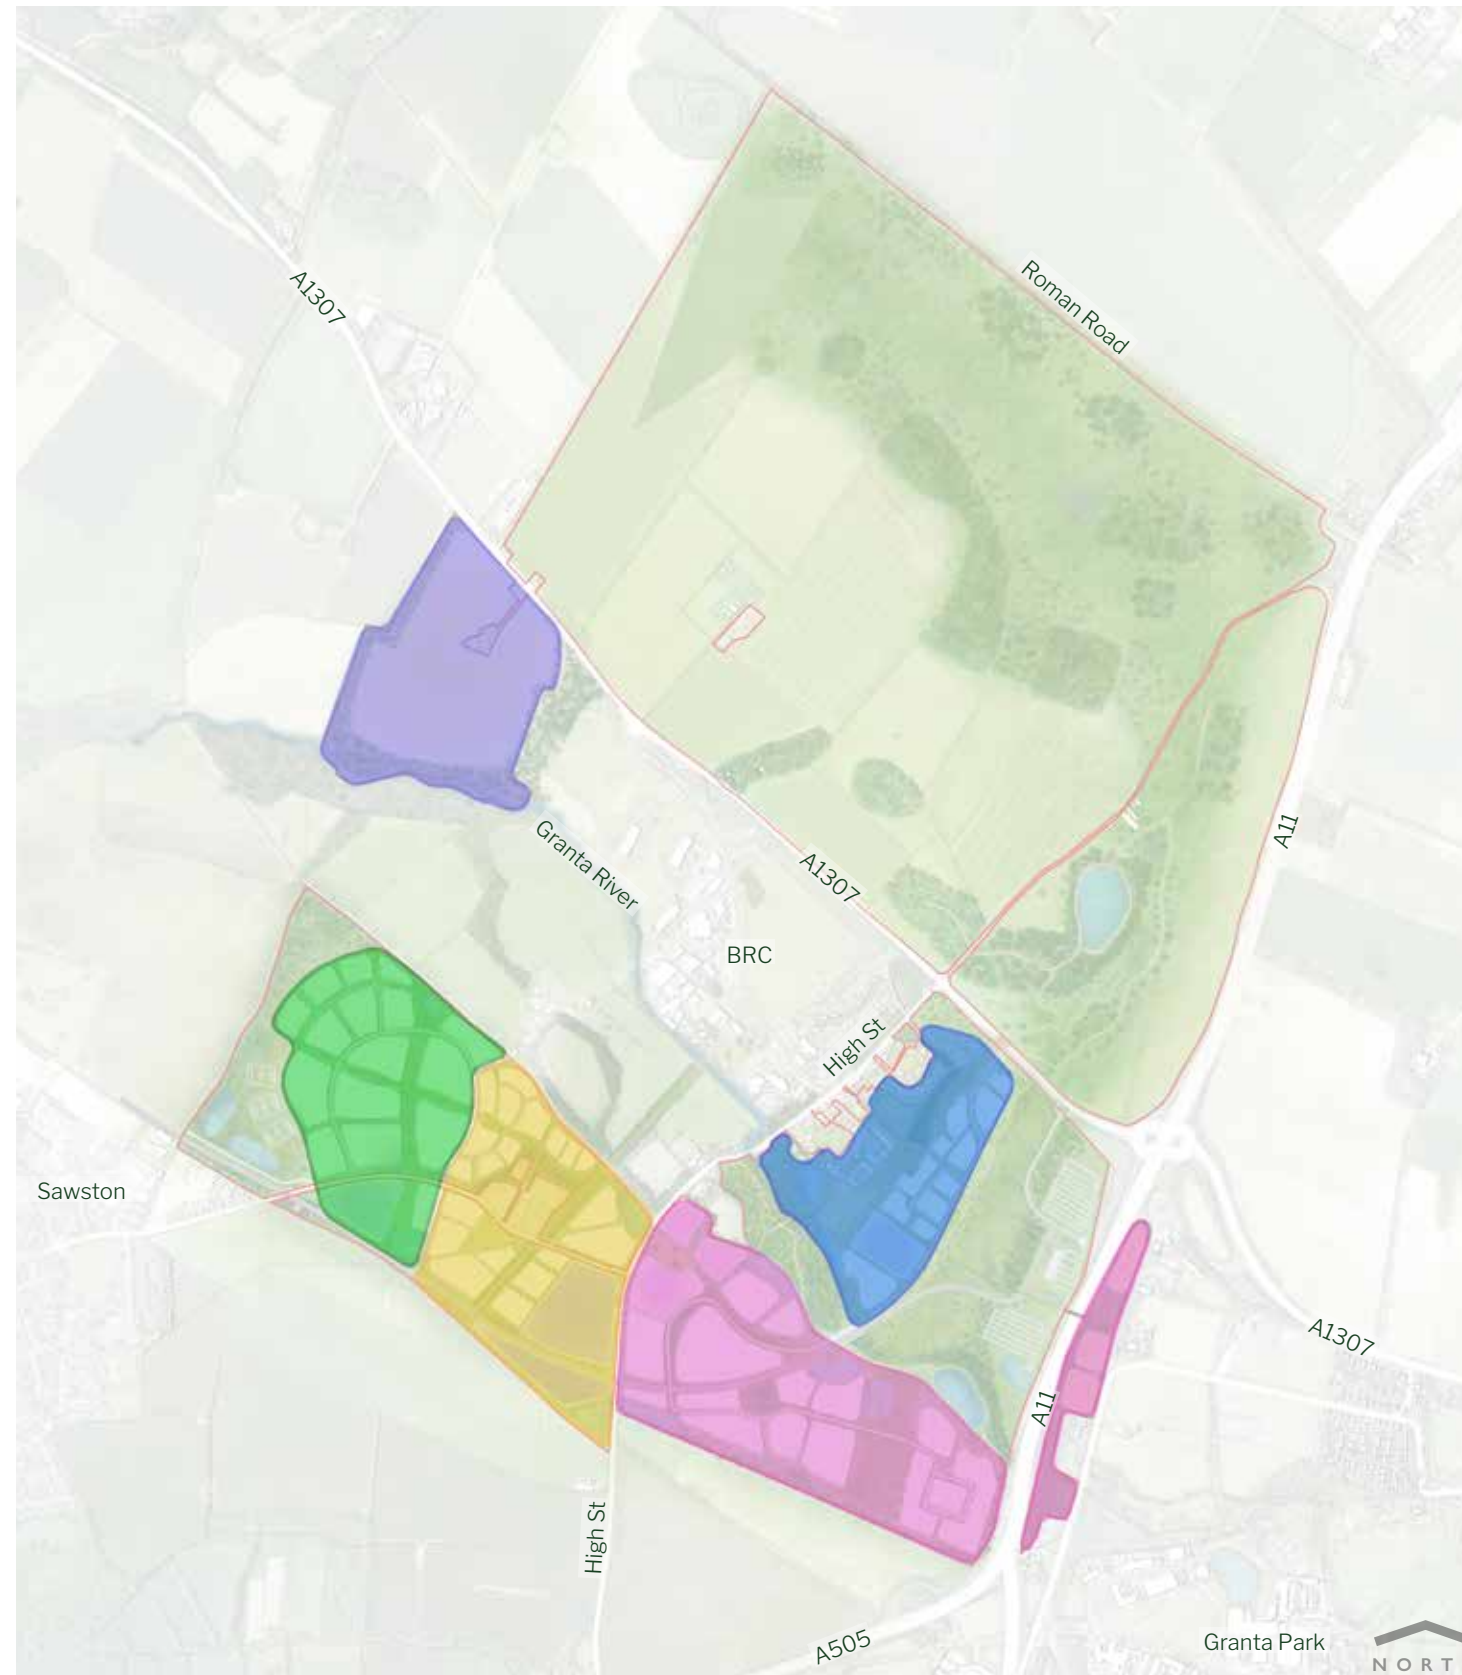 A1307
Roman Road
A11
Granta River
A1307
BRC
High St
Sawston
A1307
A11
High St
A505
Granta Park
NORT